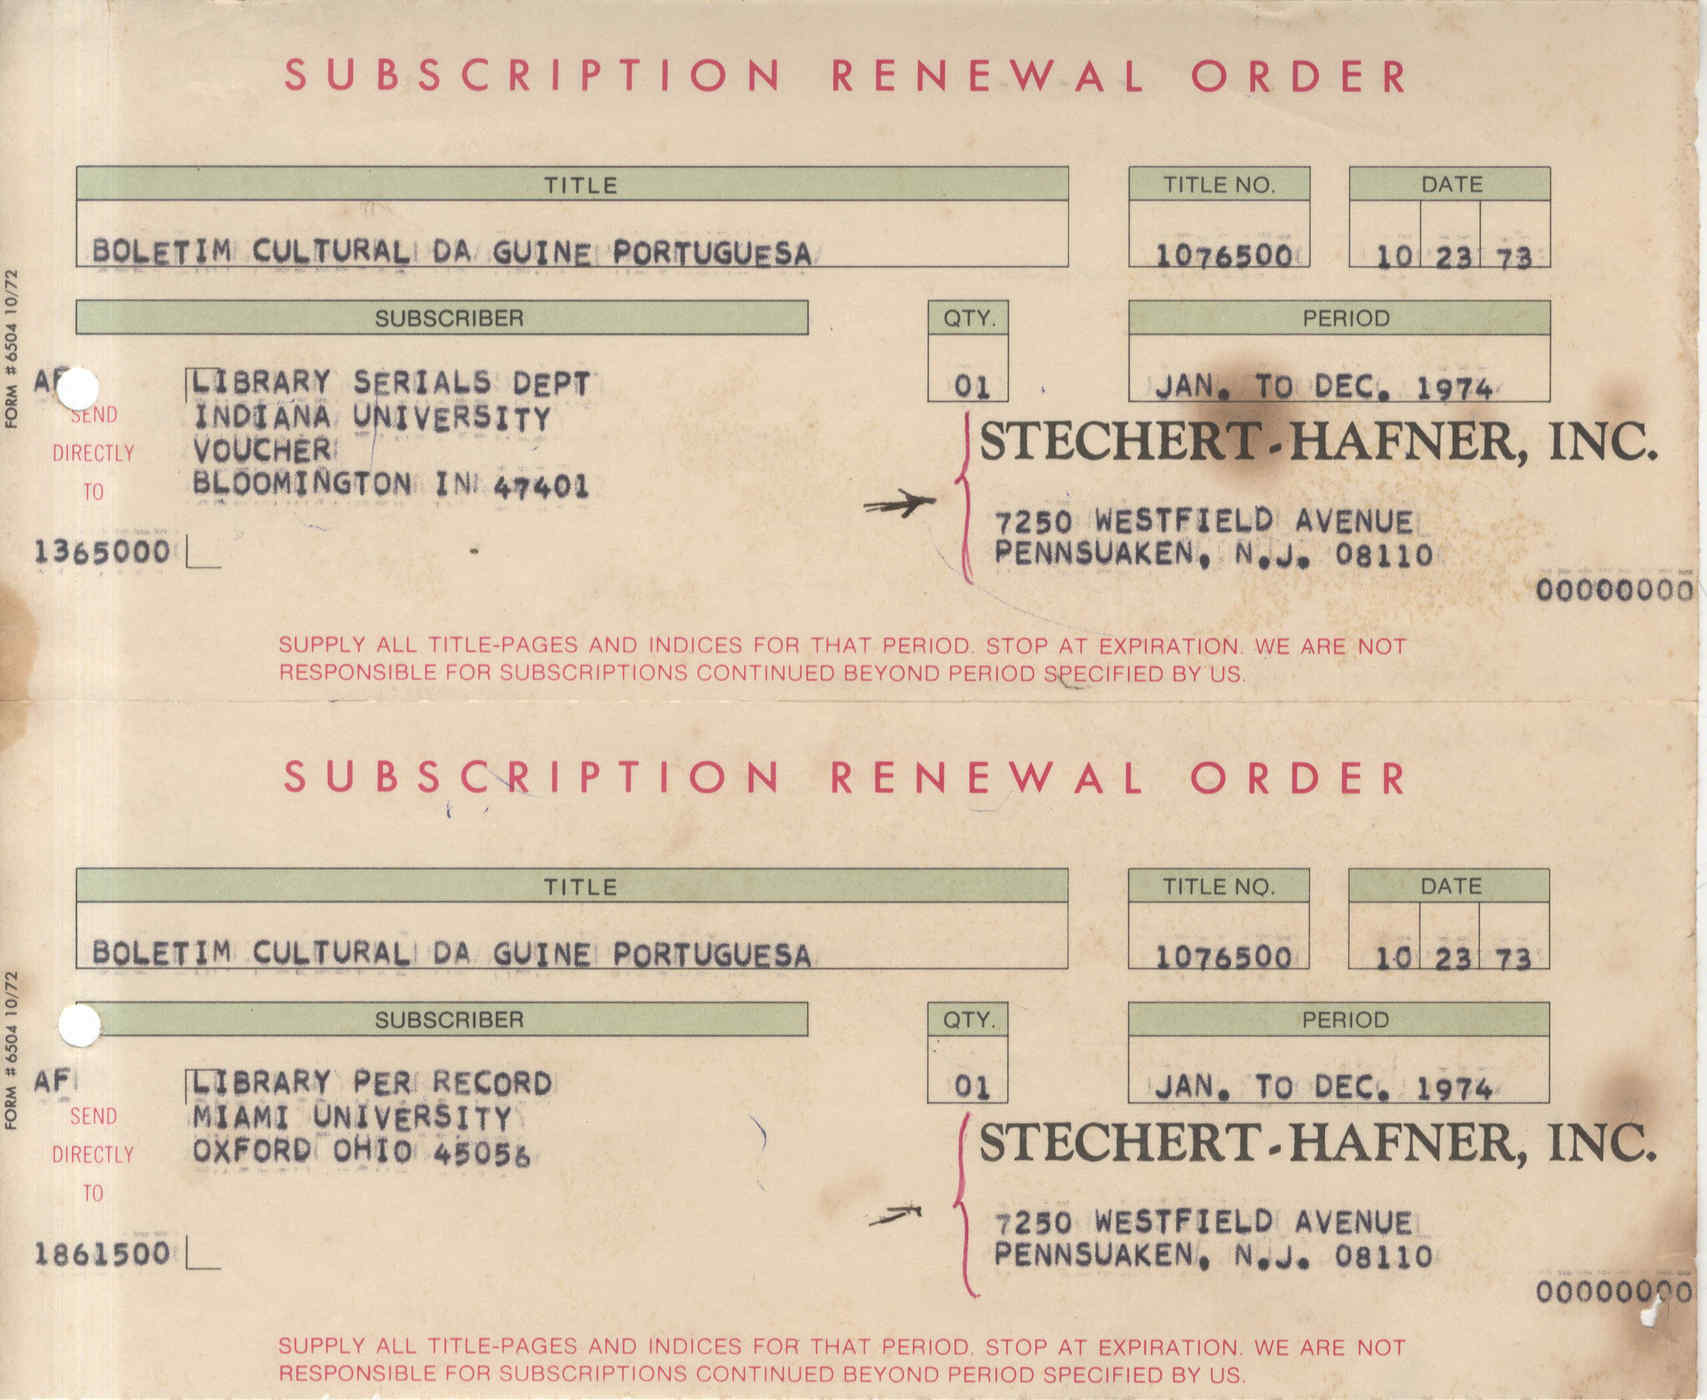 SUBSCRIPTION RENEWAL ORDER
TITLE
TITLE NO.
DATE
BOLETIM CULTURAL DA GUINE PORTUGUESA
1076500
10 23 73
SUBSCRIBER
QTY.
PERIOD
FORM #6504 10/72
AF
LIBRARY SERIALS DEPT
01
JAN. TO DEC. 1974
SEND
DIRECTLY
TO
INDIANA UNIVERSITY
VOUCHER
BLOOMINGTON IN 47401
STECHERT-HAFNER, INC.
7250 WESTFIELD AVENUE
PENNSUAKEN, N.J. 08110
1365000
00000000
SUPPLY ALL TITLE-PAGES AND INDICES FOR THAT PERIOD. STOP AT EXPIRATION. WE ARE NOT
RESPONSIBLE FOR SUBSCRIPTIONS CONTINUED BEYOND PERIOD SPECIFIED BY US.
SUBSCRIPTION RENEWAL ORDER
TITLE
TITLE NO.
DATE
BOLETIM CULTURAL DA GUINE PORTUGUESA
1076500
10 23 73
SUBSCRIBER
QTY.
PERIOD
FORM #6504 10/72
AF
LIBRARY PER RECORD
01
JAN. TO DEC. 1974
SEND
DIRECTLY
TO
MIAMI UNIVERSITY
OXFORD OHIO 45056
STECHERT-HAFNER, INC.
7250 WESTFIELD AVENUE
PENNSUAKEN, N.J. 08110
1861500
00000000
SUPPLY ALL TITLE-PAGES AND INDICES FOR THAT PERIOD. STOP AT EXPIRATION. WE ARE NOT
RESPONSIBLE FOR SUBSCRIPTIONS CONTINUED BEYOND PERIOD SPECIFIED BY US.